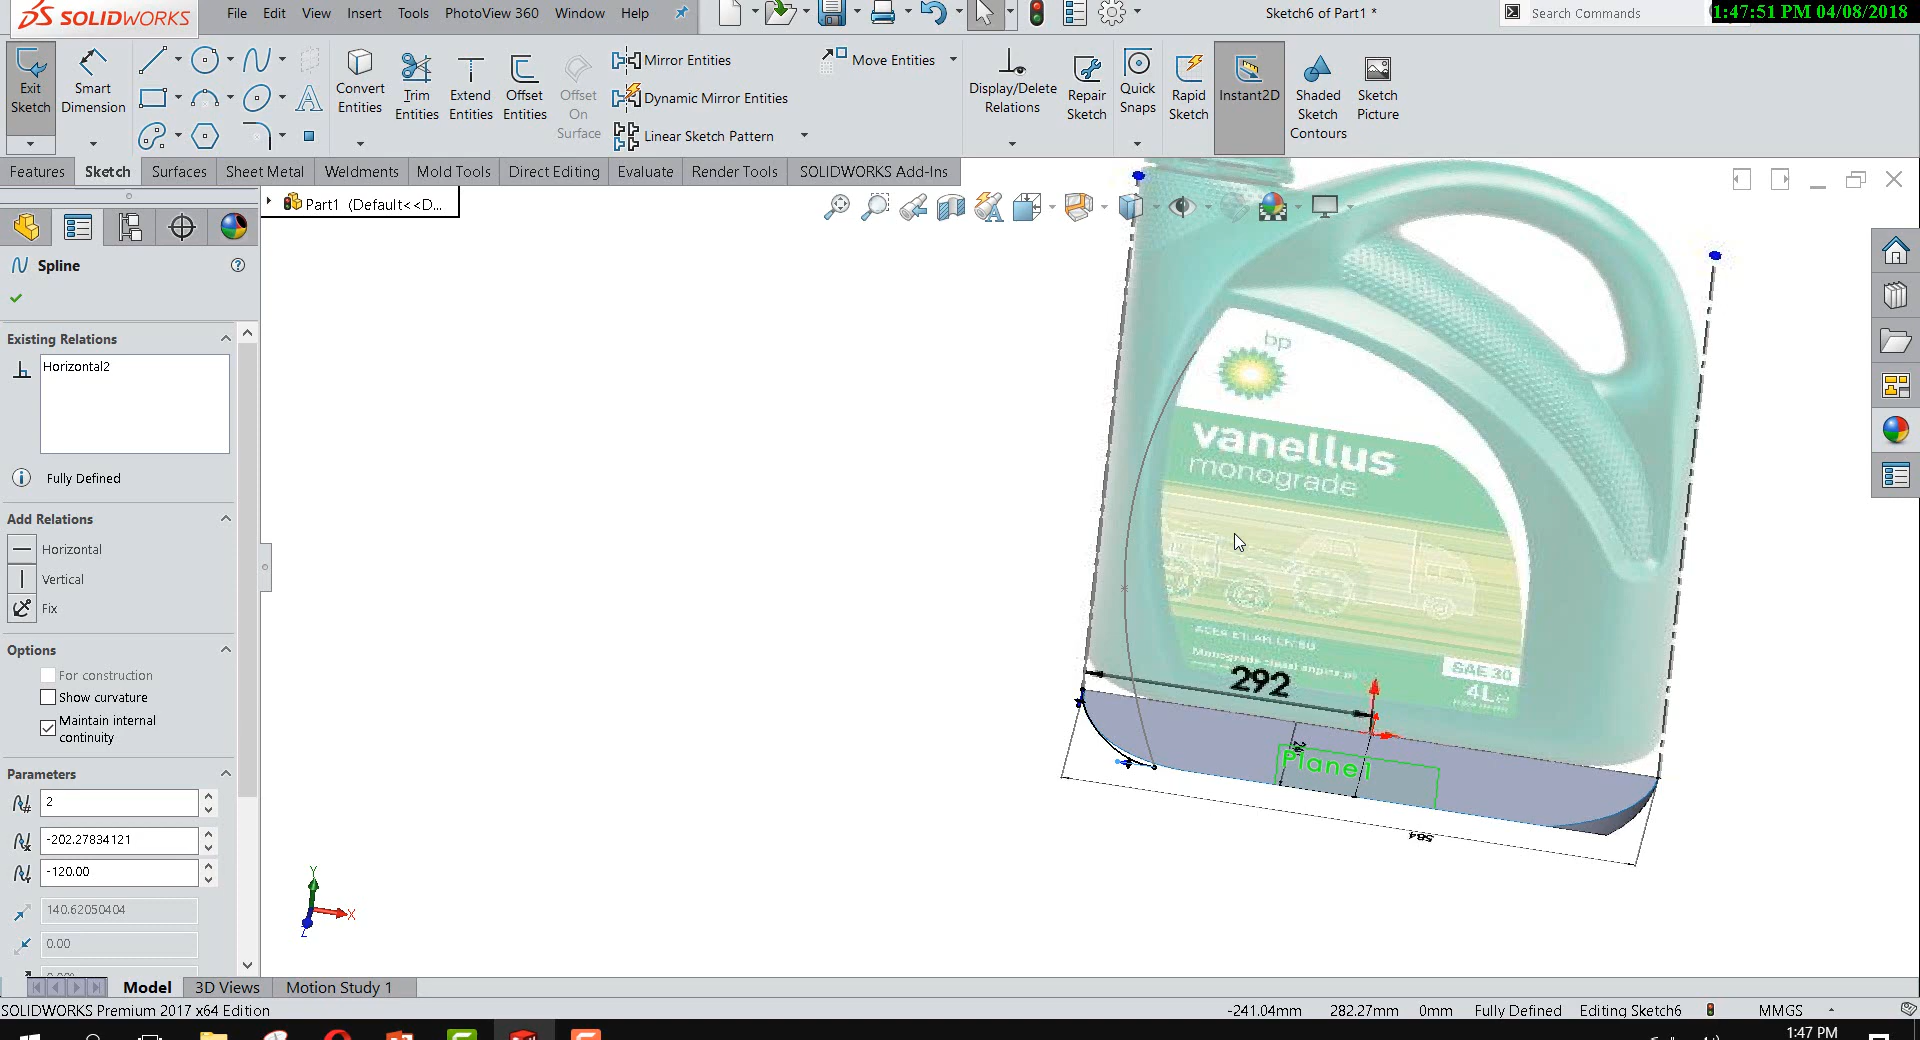 SOLIDWORKS
File Edit View Insert Tools PhotoView 360 Window Help
Sketch6 of Part1 *
Search Commands
1:47:51 PM 04/08/2018
Exit Sketch
Smart Dimension
Convert Entities
Trim Entities
Extend Entities
Offset Entities
Offset On Surface
Mirror Entities
Dynamic Mirror Entities
Linear Sketch Pattern
Move Entities
Display/Delete Relations
Repair Sketch
Quick Snaps
Rapid Sketch
Instant2D
Shaded Sketch Contours
Sketch Picture
Features Sketch Surfaces Sheet Metal Weldments Mold Tools Direct Editing Evaluate Render Tools SOLIDWORKS Add-Ins
Part1 (Default<<D...
Spline
Existing Relations
Horizontal2
Fully Defined
Add Relations
Horizontal
Vertical
Fix
Options
For construction
Show curvature
Maintain internal
continuity
Parameters
2
-202.27834121
-120.00
140.62050404
0.00
bp
vanellus
monograde
SAE 30
4L
292
Plane1
584
Y
X
Z
Model 3D Views Motion Study 1
SOLIDWORKS Premium 2017 x64 Edition
-241.04mm 282.27mm 0mm Fully Defined Editing Sketch6 MMGS
1:47 PM